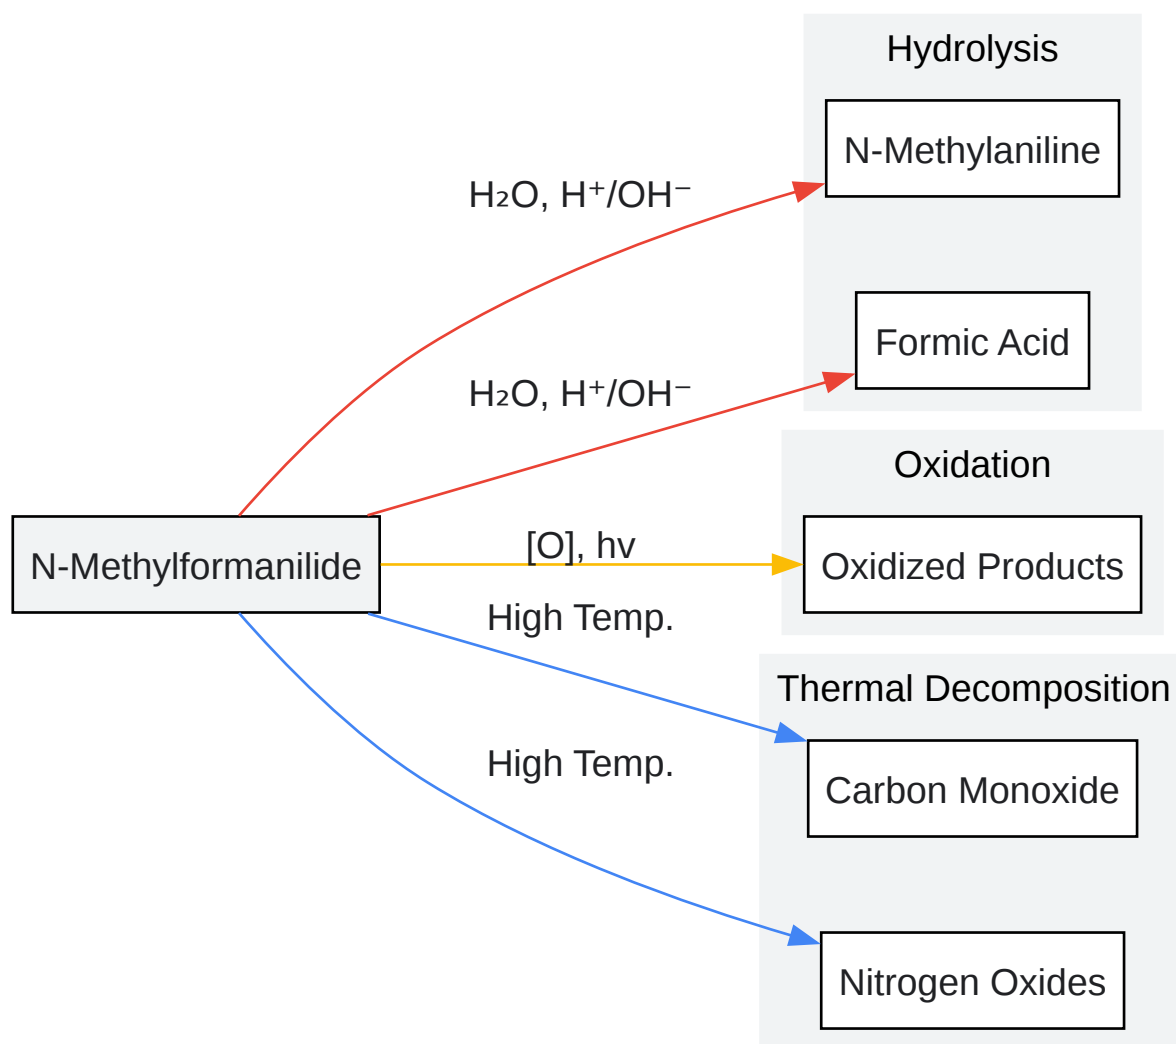 Hydrolysis
N-Methylaniline
H₂O, H⁺/OH⁻
Formic Acid
H₂O, H⁺/OH⁻
Oxidation
N-Methylformanilide
[O], hv
Oxidized Products
High Temp.
Thermal Decomposition
High Temp.
Carbon Monoxide
Nitrogen Oxides